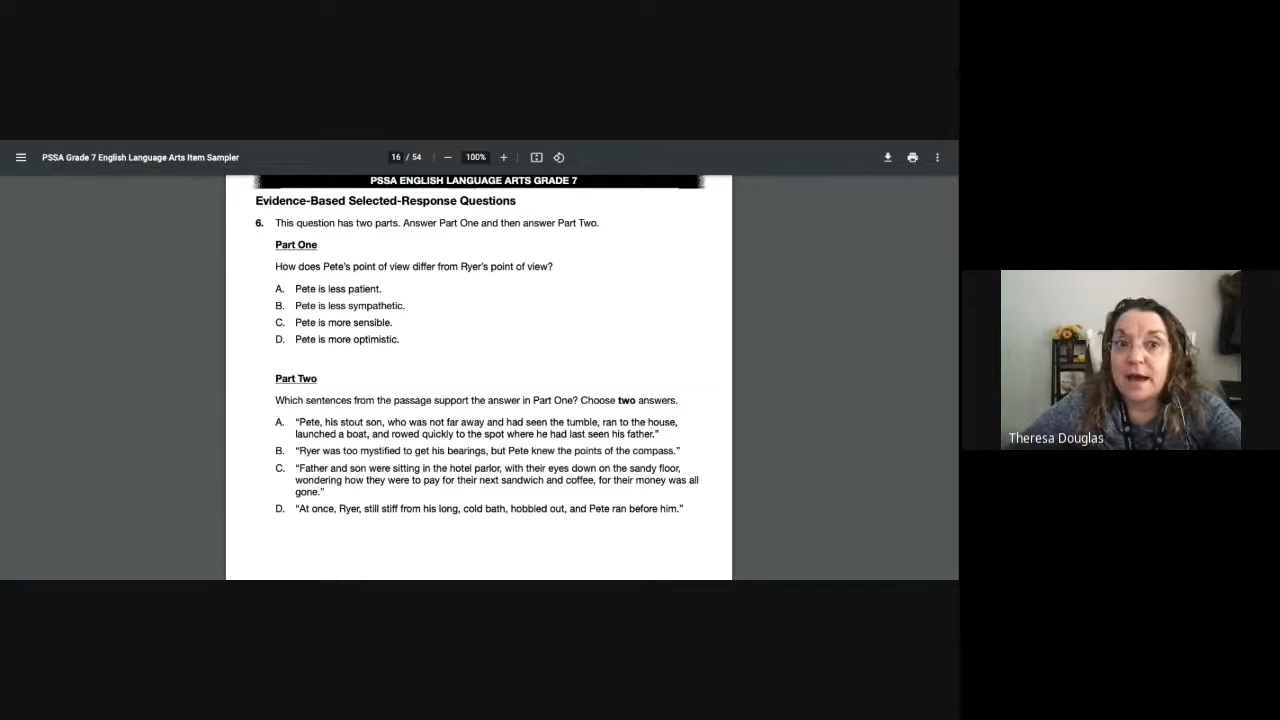 PSSA Grade 7 English Language Arts Item Sampler
16 / 54
100%
PSSA ENGLISH LANGUAGE ARTS GRADE 7
Evidence-Based Selected-Response Questions
6. This question has two parts. Answer Part One and then answer Part Two.
Part One
How does Pete's point of view differ from Ryer's point of view?
A. Pete is less patient.
B. Pete is less sympathetic.
C. Pete is more sensible.
D. Pete is more optimistic.
Part Two
Which sentences from the passage support the answer in Part One? Choose two answers.
A. “Pete, his stout son, who was not far away and had seen the tumble, ran to the house,
launched a boat, and rowed quickly to the spot where he had last seen his father.”
B. “Ryer was too mystified to get his bearings, but Pete knew the points of the compass.”
C. “Father and son were sitting in the hotel parlor, with their eyes down on the sandy floor,
wondering how they were to pay for their next sandwich and coffee, for their money was all
gone.”
D. “At once, Ryer, still stiff from his long, cold bath, hobbled out, and Pete ran before him.”
Theresa Douglas